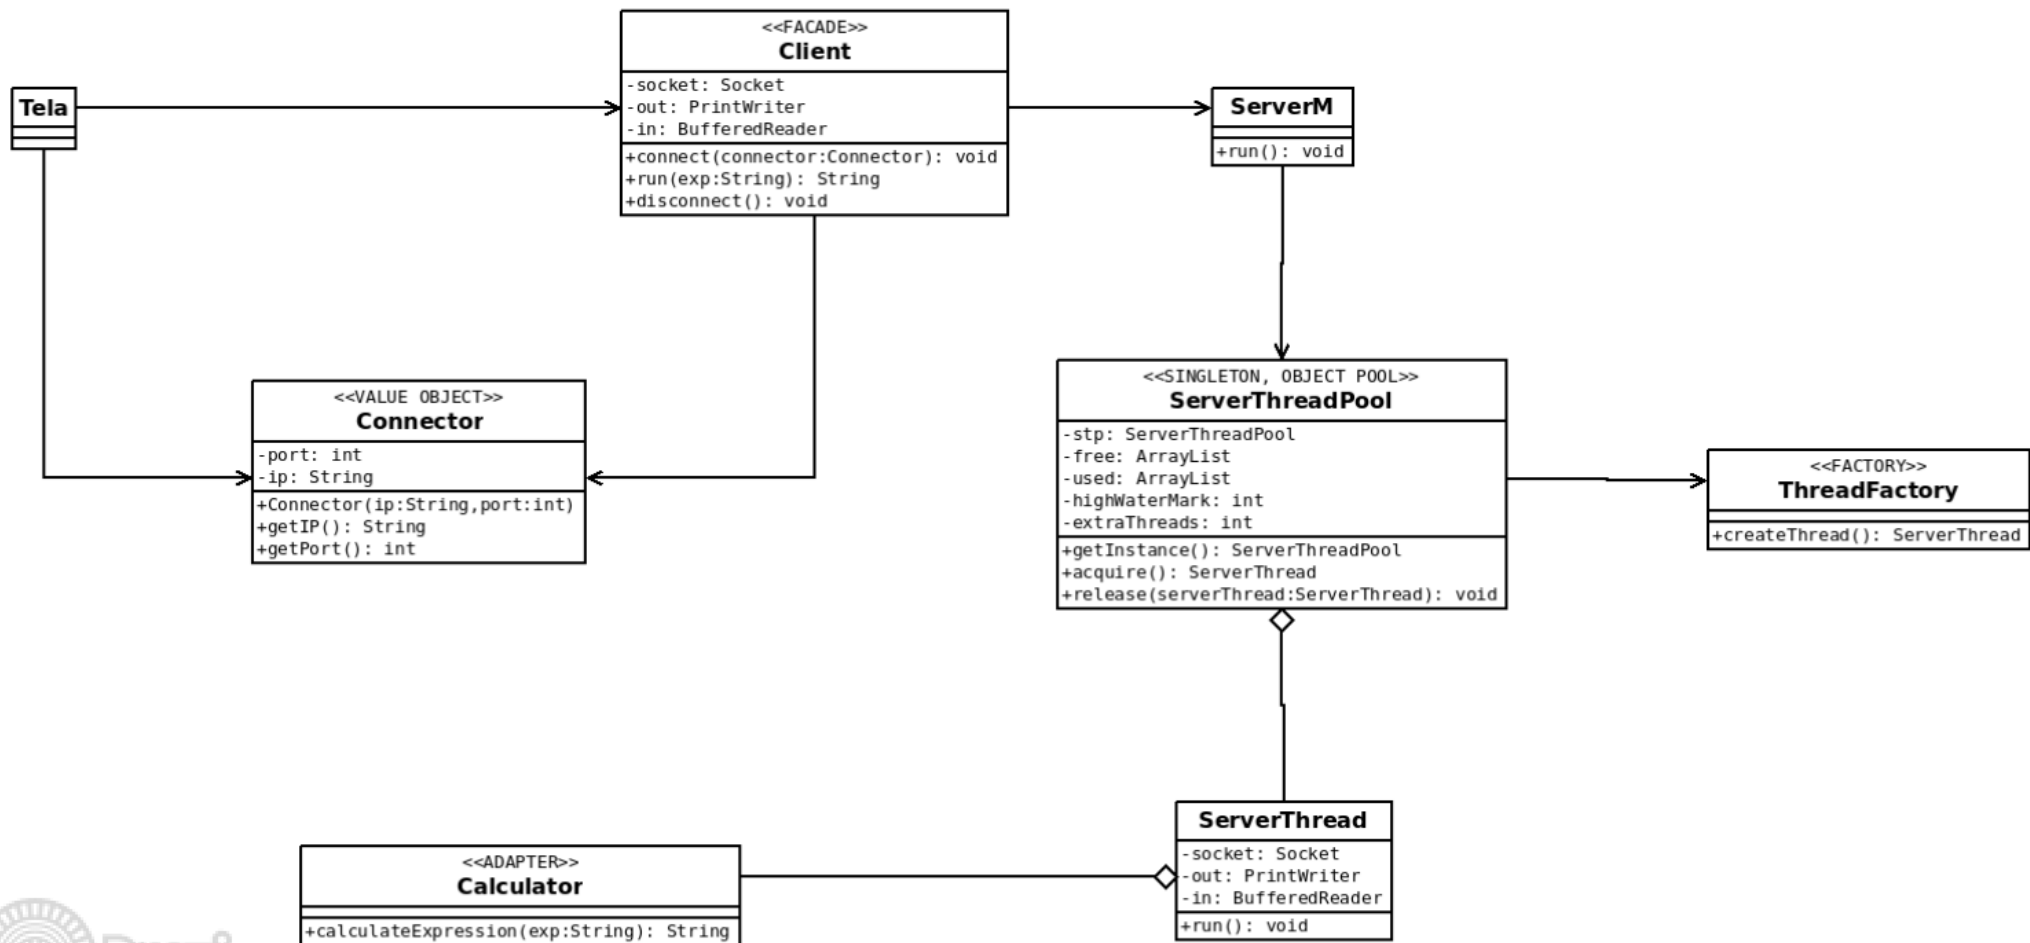 <<FACADE>>
Client
-socket: Socket
-out: PrintWriter
-in: BufferedReader
+connect(connector:Connector): void
+run(exp:String): String
+disconnect(): void
Tela
ServerM
+run(): void
<<VALUE OBJECT>>
Connector
-port: int
-ip: String
+Connector(ip:String,port:int)
+getIP(): String
+getPort(): int
<<SINGLETON, OBJECT POOL>>
ServerThreadPool
-stp: ServerThreadPool
-free: ArrayList
-used: ArrayList
-highWaterMark: int
-extraThreads: int
+getInstance(): ServerThreadPool
+acquire(): ServerThread
+release(serverThread:ServerThread): void
<<FACTORY>>
ThreadFactory
+createThread(): ServerThread
<<ADAPTER>>
Calculator
+calculateExpression(exp:String): String
ServerThread
-socket: Socket
-out: PrintWriter
-in: BufferedReader
+run(): void